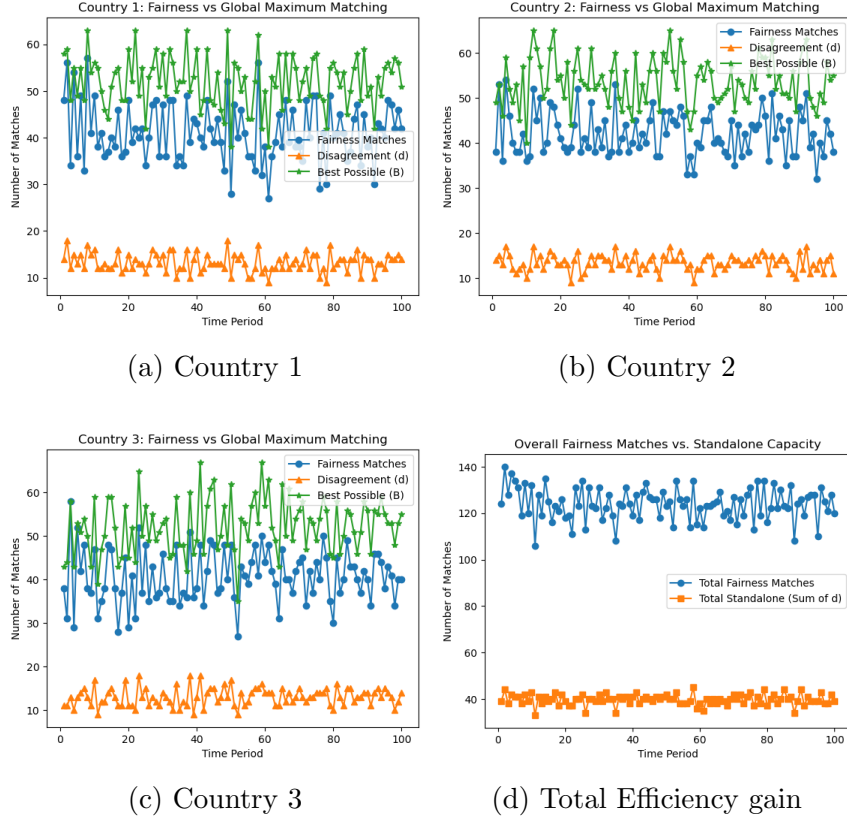 Country 1: Fairness vs Global Maximum Matching
Number of Matches
60
50
40
30
20
10
Fairness Matches
Disagreement (d)
Best Possible (B)
0 20 40 60 80 100
Time Period
(a) Country 1
Country 2: Fairness vs Global Maximum Matching
Number of Matches
60
50
40
30
20
10
Fairness Matches
Disagreement (d)
Best Possible (B)
0 20 40 60 80 100
Time Period
(b) Country 2
Country 3: Fairness vs Global Maximum Matching
Number of Matches
60
50
40
30
20
10
Fairness Matches
Disagreement (d)
Best Possible (B)
0 20 40 60 80 100
Time Period
(c) Country 3
Overall Fairness Matches vs. Standalone Capacity
Number of Matches
140
120
100
80
60
40
Total Fairness Matches
Total Standalone (Sum of d)
0 20 40 60 80 100
Time Period
(d) Total Efficiency gain